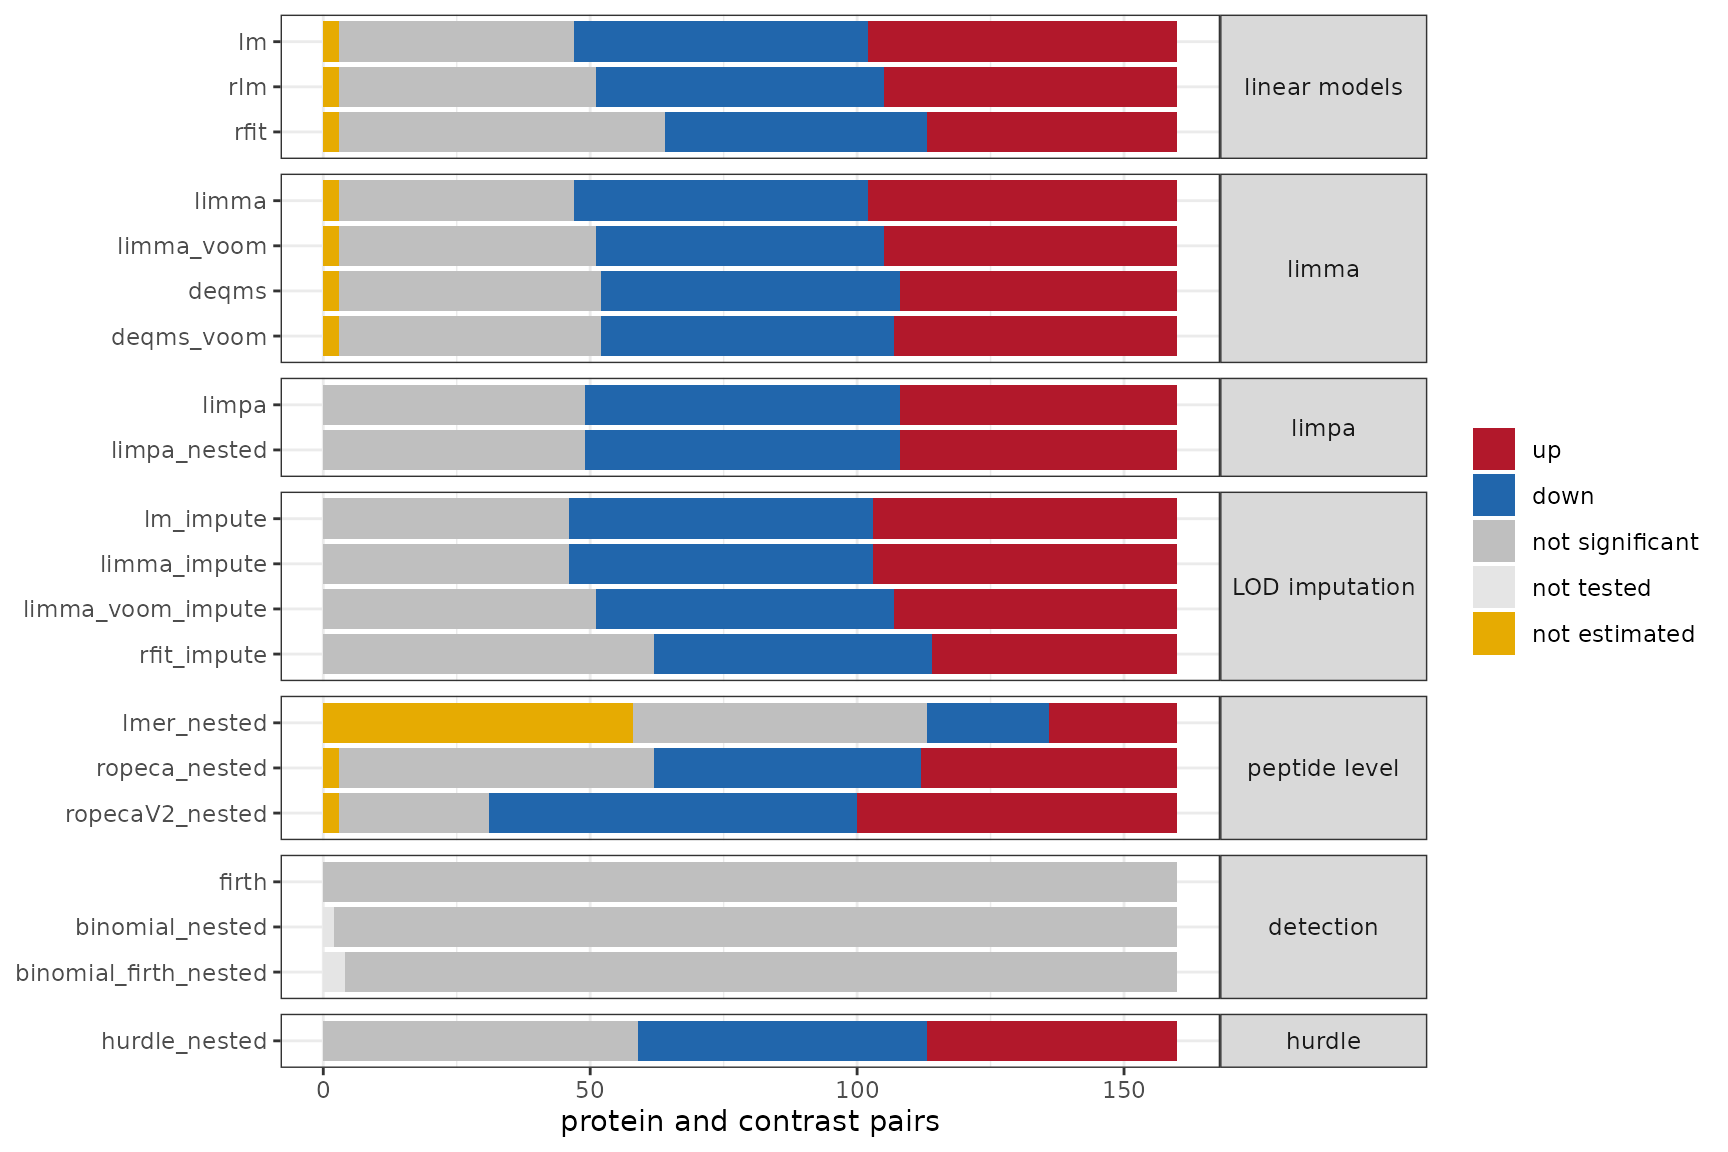 lm
rlm
rfit
linear models
limma
limma_voom
deqms
deqms_voom
limma
limpa
limpa_nested
limpa
lm_impute
limma_impute
limma_voom_impute
rfit_impute
LOD imputation
lmer_nested
ropeca_nested
ropecaV2_nested
peptide level
firth
binomial_nested
binomial_firth_nested
detection
hurdle_nested
hurdle
0 50 100 150
protein and contrast pairs
up
down
not significant
not tested
not estimated